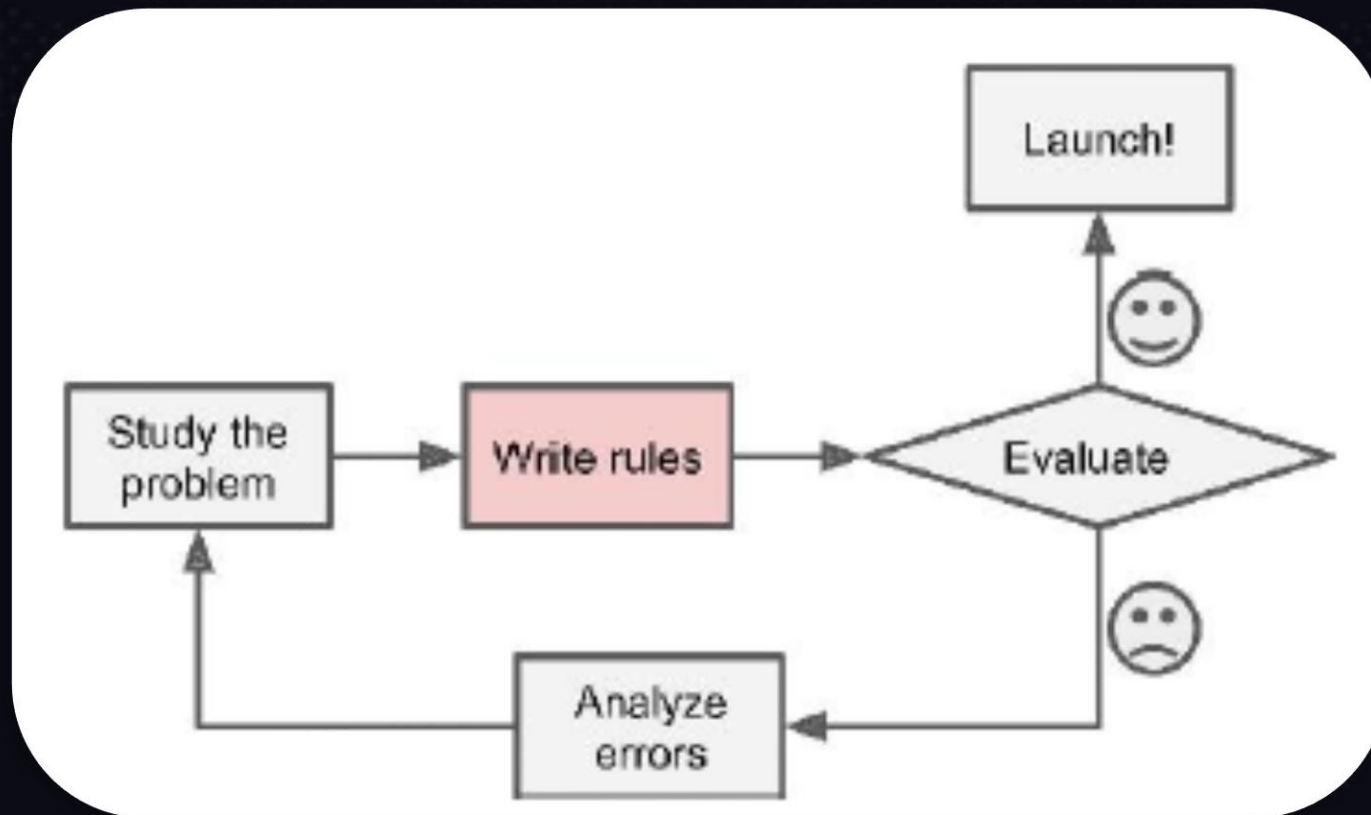 Launch!
Study the
problem
Write rules
Evaluate
Analyze
errors